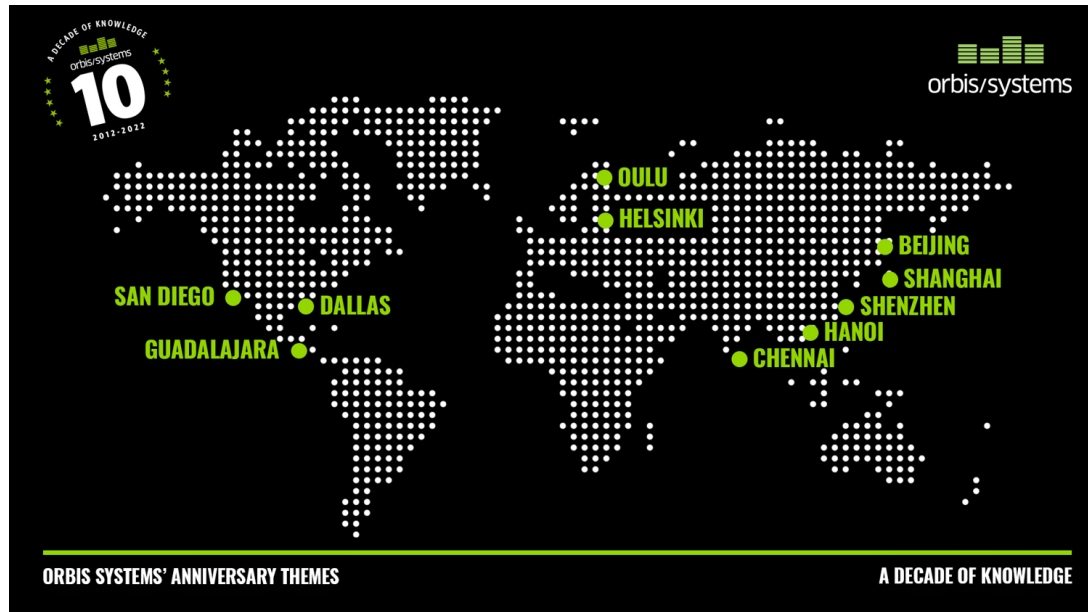 A DECADE OF KNOWLEDGE
orbis/systems
10
2012-2022
orbis/systems
OULU
HELSINKI
BEIJING
SHANGHAI
SAN DIEGO
DALLAS
SHENZHEN
HANOI
GUADALAJARA
CHENNAI
ORBIS SYSTEMS’ ANNIVERSARY THEMES
A DECADE OF KNOWLEDGE